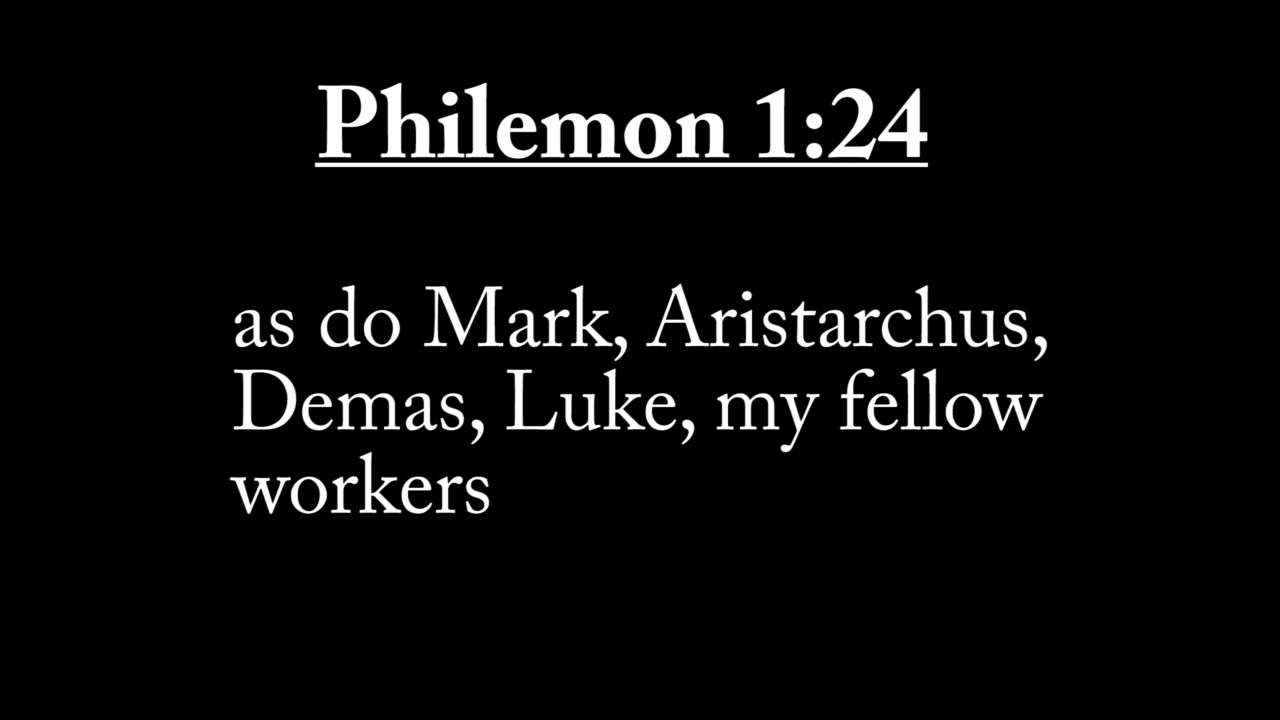 Philemon 1:24
as do Mark, Aristarchus,
Demas, Luke, my fellow
workers